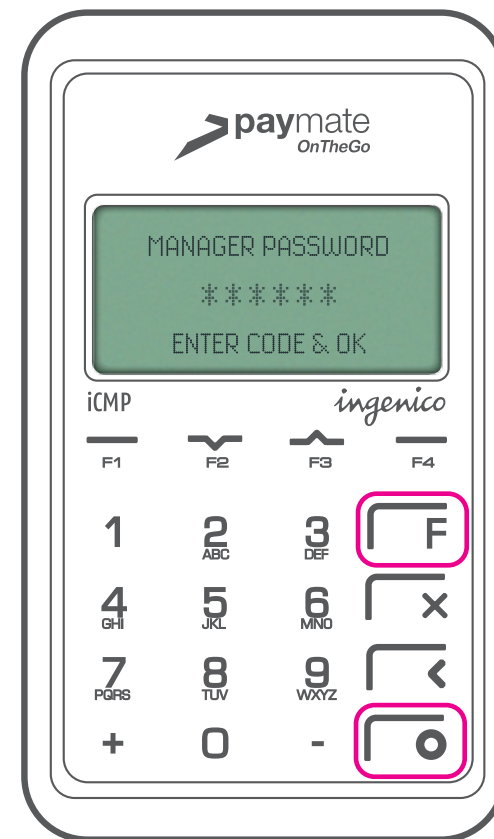 paymate
OnTheGo
MANAGER PASSWORD
******
ENTER CODE & OK
iCMP ingenico
F1 F2 F3 F4
1 2 3 F
ABC DEF
4 5 6 ×
GHI JKL MNO
7 8 9 <
PQRS TUV WXYZ
+ 0 - O